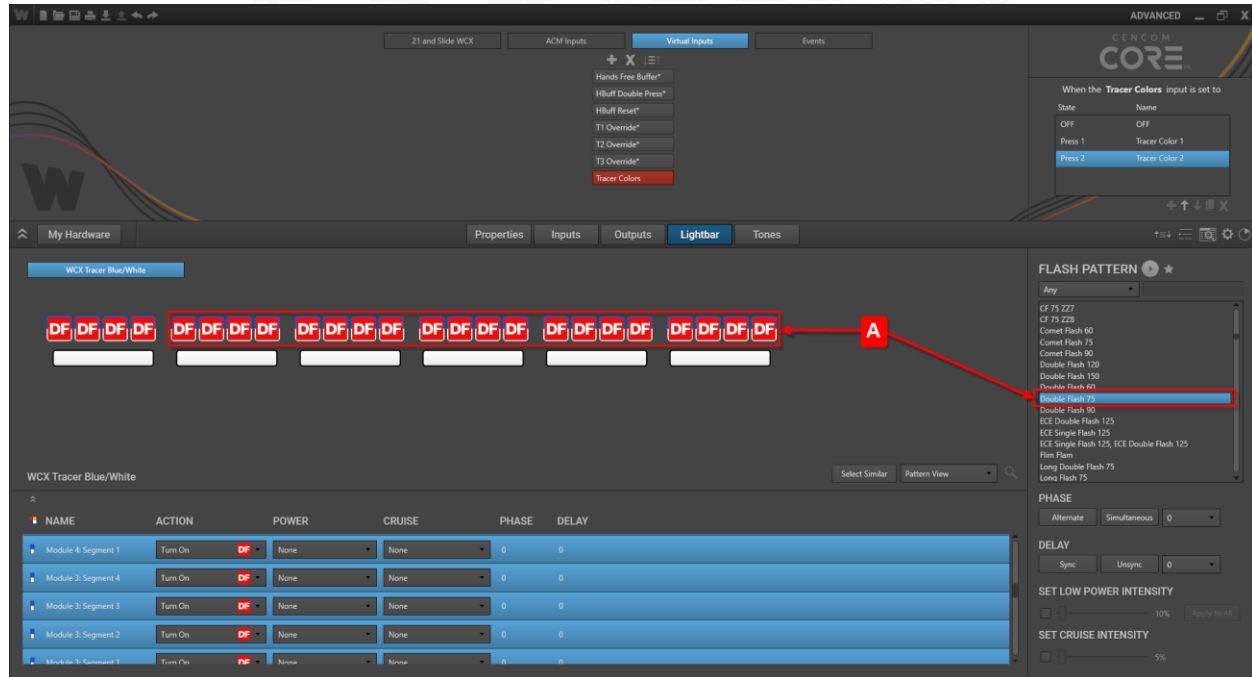 W ADVANCED
21 and Slide WCX ACM Inputs Virtual Inputs Events
CENCOM
CORE
Hands Free Buffer*
HBuff Double Press*
HBuff Reset*
T1 Override*
T2 Override*
T3 Override*
Tracer Colors
When the Tracer Colors input is set to
State Name
OFF OFF
Press 1 Tracer Color 1
Press 2 Tracer Color 2
W
My Hardware Properties Inputs Outputs Lightbar Tones
WCX Tracer Blue/White
DF DF DF DF DF DF DF DF DF DF DF DF DF DF DF DF DF DF DF DF DF DF DF DF
A
FLASH PATTERN
Any
CF 75 ZZ7
CF 75 ZZ8
Comet Flash 60
Comet Flash 75
Comet Flash 90
Double Flash 120
Double Flash 150
Double Flash 60
Double Flash 75
Double Flash 90
ECE Double Flash 125
ECE Single Flash 125
ECE Single Flash 125, ECE Double Flash 125
Flim Flam
Long Double Flash 75
Long Flash 75
WCX Tracer Blue/White Select Similar Pattern View
NAME ACTION POWER CRUISE PHASE DELAY
Module 4: Segment 1 Turn On DF None None 0 0
Module 3: Segment 4 Turn On DF None None 0 0
Module 3: Segment 3 Turn On DF None None 0 0
Module 3: Segment 2 Turn On DF None None 0 0
Module 3: Segment 1 Turn On DF None None 0 0
PHASE
Alternate Simultaneous 0
DELAY
Sync Unsync 0
SET LOW POWER INTENSITY
10% Apply to All
SET CRUISE INTENSITY
5%